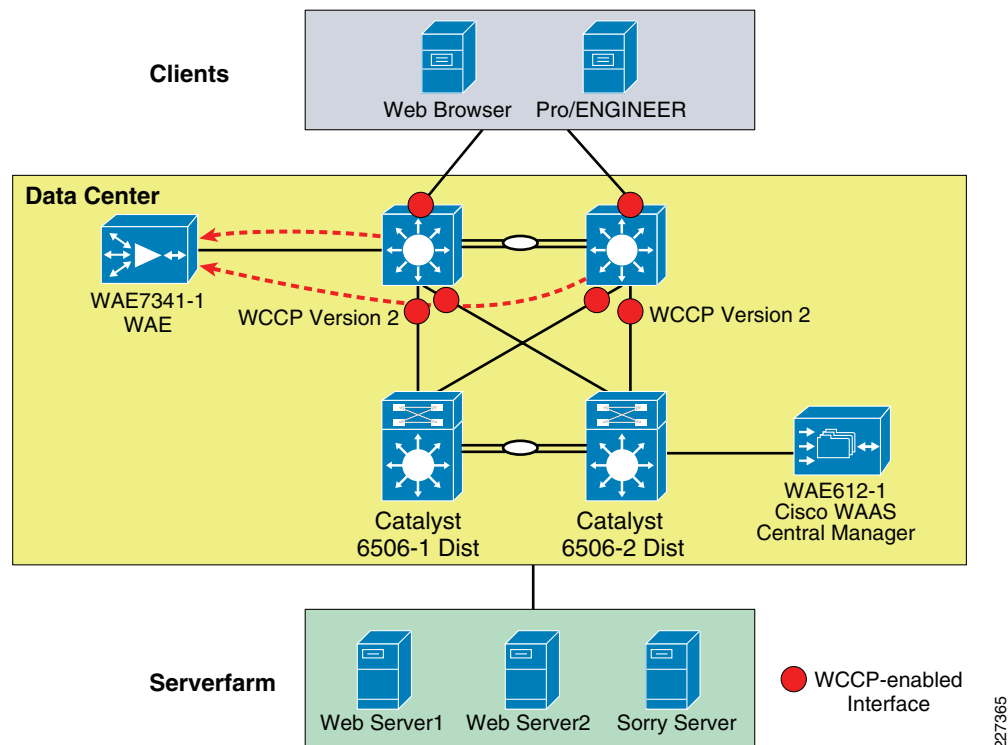 Clients
Web Browser
Pro/ENGINEER
Data Center
WAE7341-1
WAE
WCCP Version 2
WCCP Version 2
Catalyst
6506-1 Dist
Catalyst
6506-2 Dist
WAE612-1
Cisco WAAS
Central Manager
Serverfarm
Web Server1
Web Server2
Sorry Server
WCCP-enabled
Interface
227365